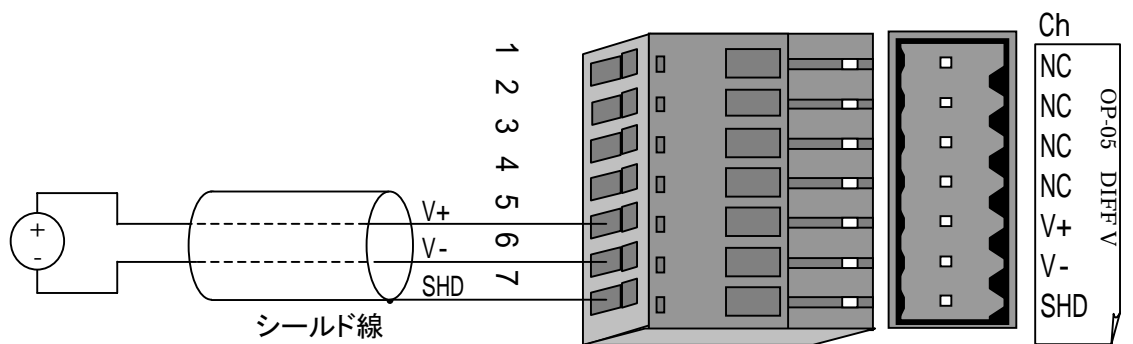 Ch
1
2
3
4
5
6
7
NC
NC
NC
NC
V+
V-
SHD
OP-05 DIFF V
+
-
V+
V-
SHD
シールド線